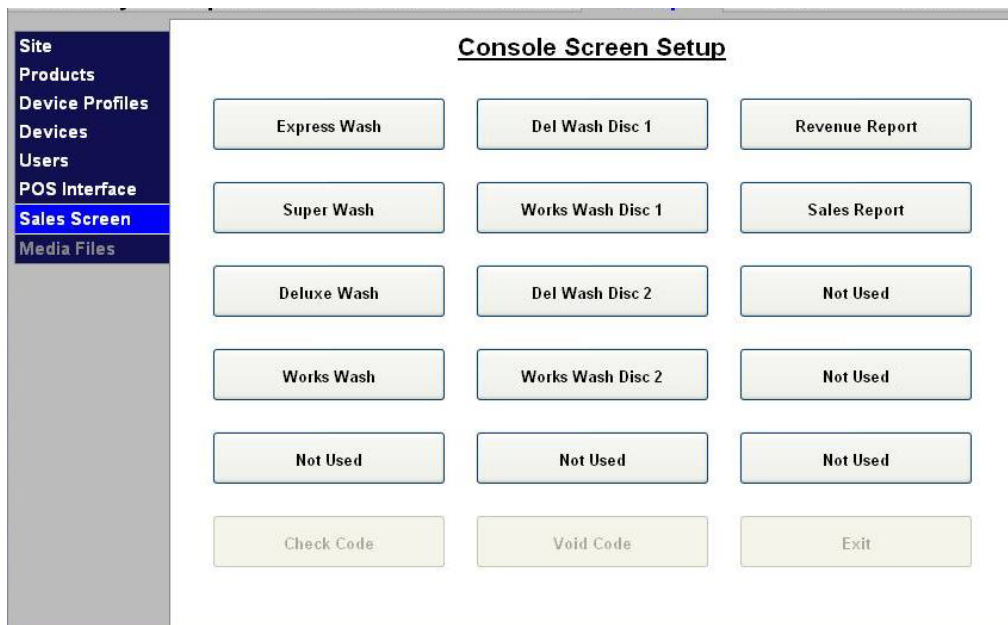 Console Screen Setup
Site
Products
Device Profiles
Devices
Users
POS Interface
Sales Screen
Media Files
Express Wash
Del Wash Disc 1
Revenue Report
Super Wash
Works Wash Disc 1
Sales Report
Deluxe Wash
Del Wash Disc 2
Not Used
Works Wash
Works Wash Disc 2
Not Used
Not Used
Not Used
Not Used
Check Code
Void Code
Exit